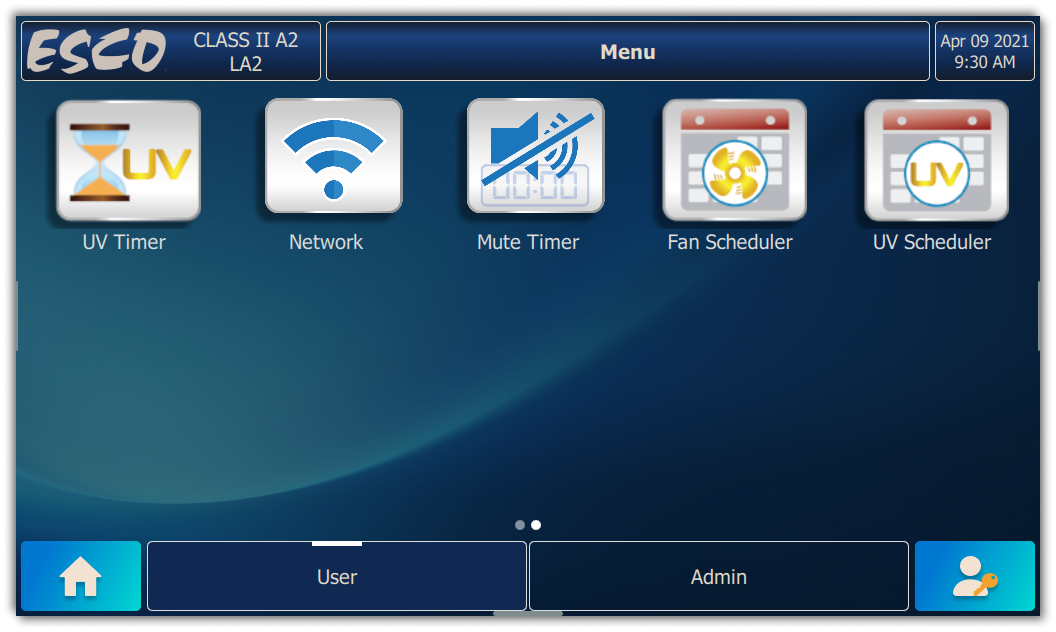 ESCO
CLASS II A2
LA2
Menu
Apr 09 2021
9:30 AM
UV
00:00
UV
UV Timer
Network
Mute Timer
Fan Scheduler
UV Scheduler
User
Admin